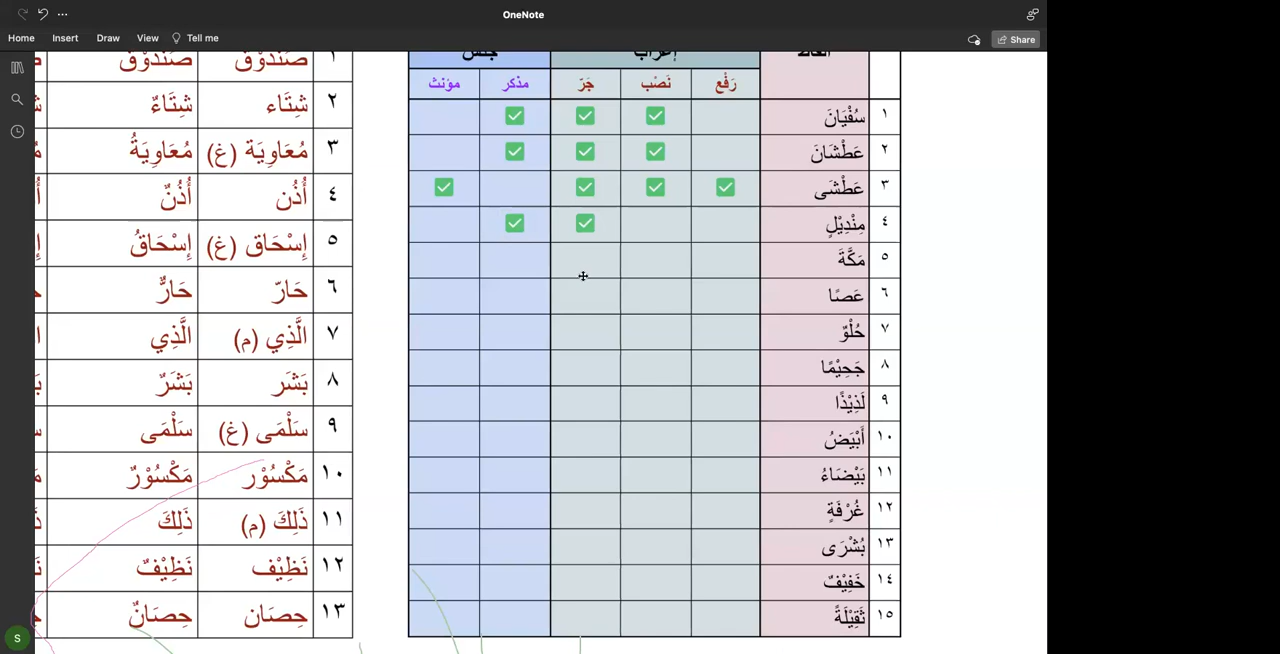 OneNote
Home Insert Draw View Tell me Share
ألفاظ إعراب جنس
رَفْع نَصْب جَرّ مذكر مؤنث
١ سُفْيَانَ ✅ ✅ ✅
٢ عَطْشَانَ ✅ ✅ ✅
٣ عَطْشَى ✅ ✅ ✅ ✅
٤ مِنْدِيْلٍ ✅ ✅
٥ مَكَّةَ
٦ عَصًا
٧ حُلْوٌ
٨ جَحِيْمًا
٩ لَذِيْذًا
١٠ أَبْيَضُ
١١ بَيْضَاءُ
١٢ غُرْفَةٍ
١٣ بُشْرَى
١٤ خَفِيْفٌ
١٥ ثَقِيْلَةً
١ صَنْدُوْق صَنْدُوْقٌ
٢ شِتَاء شِتَاءٌ
٣ مُعَاوِيَة (غ) مُعَاوِيَةُ
٤ أُذُن أُذُنٌ
٥ إِسْحَاق (غ) إِسْحَاقُ
٦ حَارّ حَارٌّ
٧ الَّذِي (م) الَّذِي
٨ بَشَر بَشَرٌ
٩ سَلْمَى (غ) سَلْمَى
١٠ مَكْسُوْر مَكْسُوْرٌ
١١ ذَلِكَ (م) ذَلِكَ
١٢ نَظِيْف نَظِيْفٌ
١٣ حِصَان حِصَانٌ
S